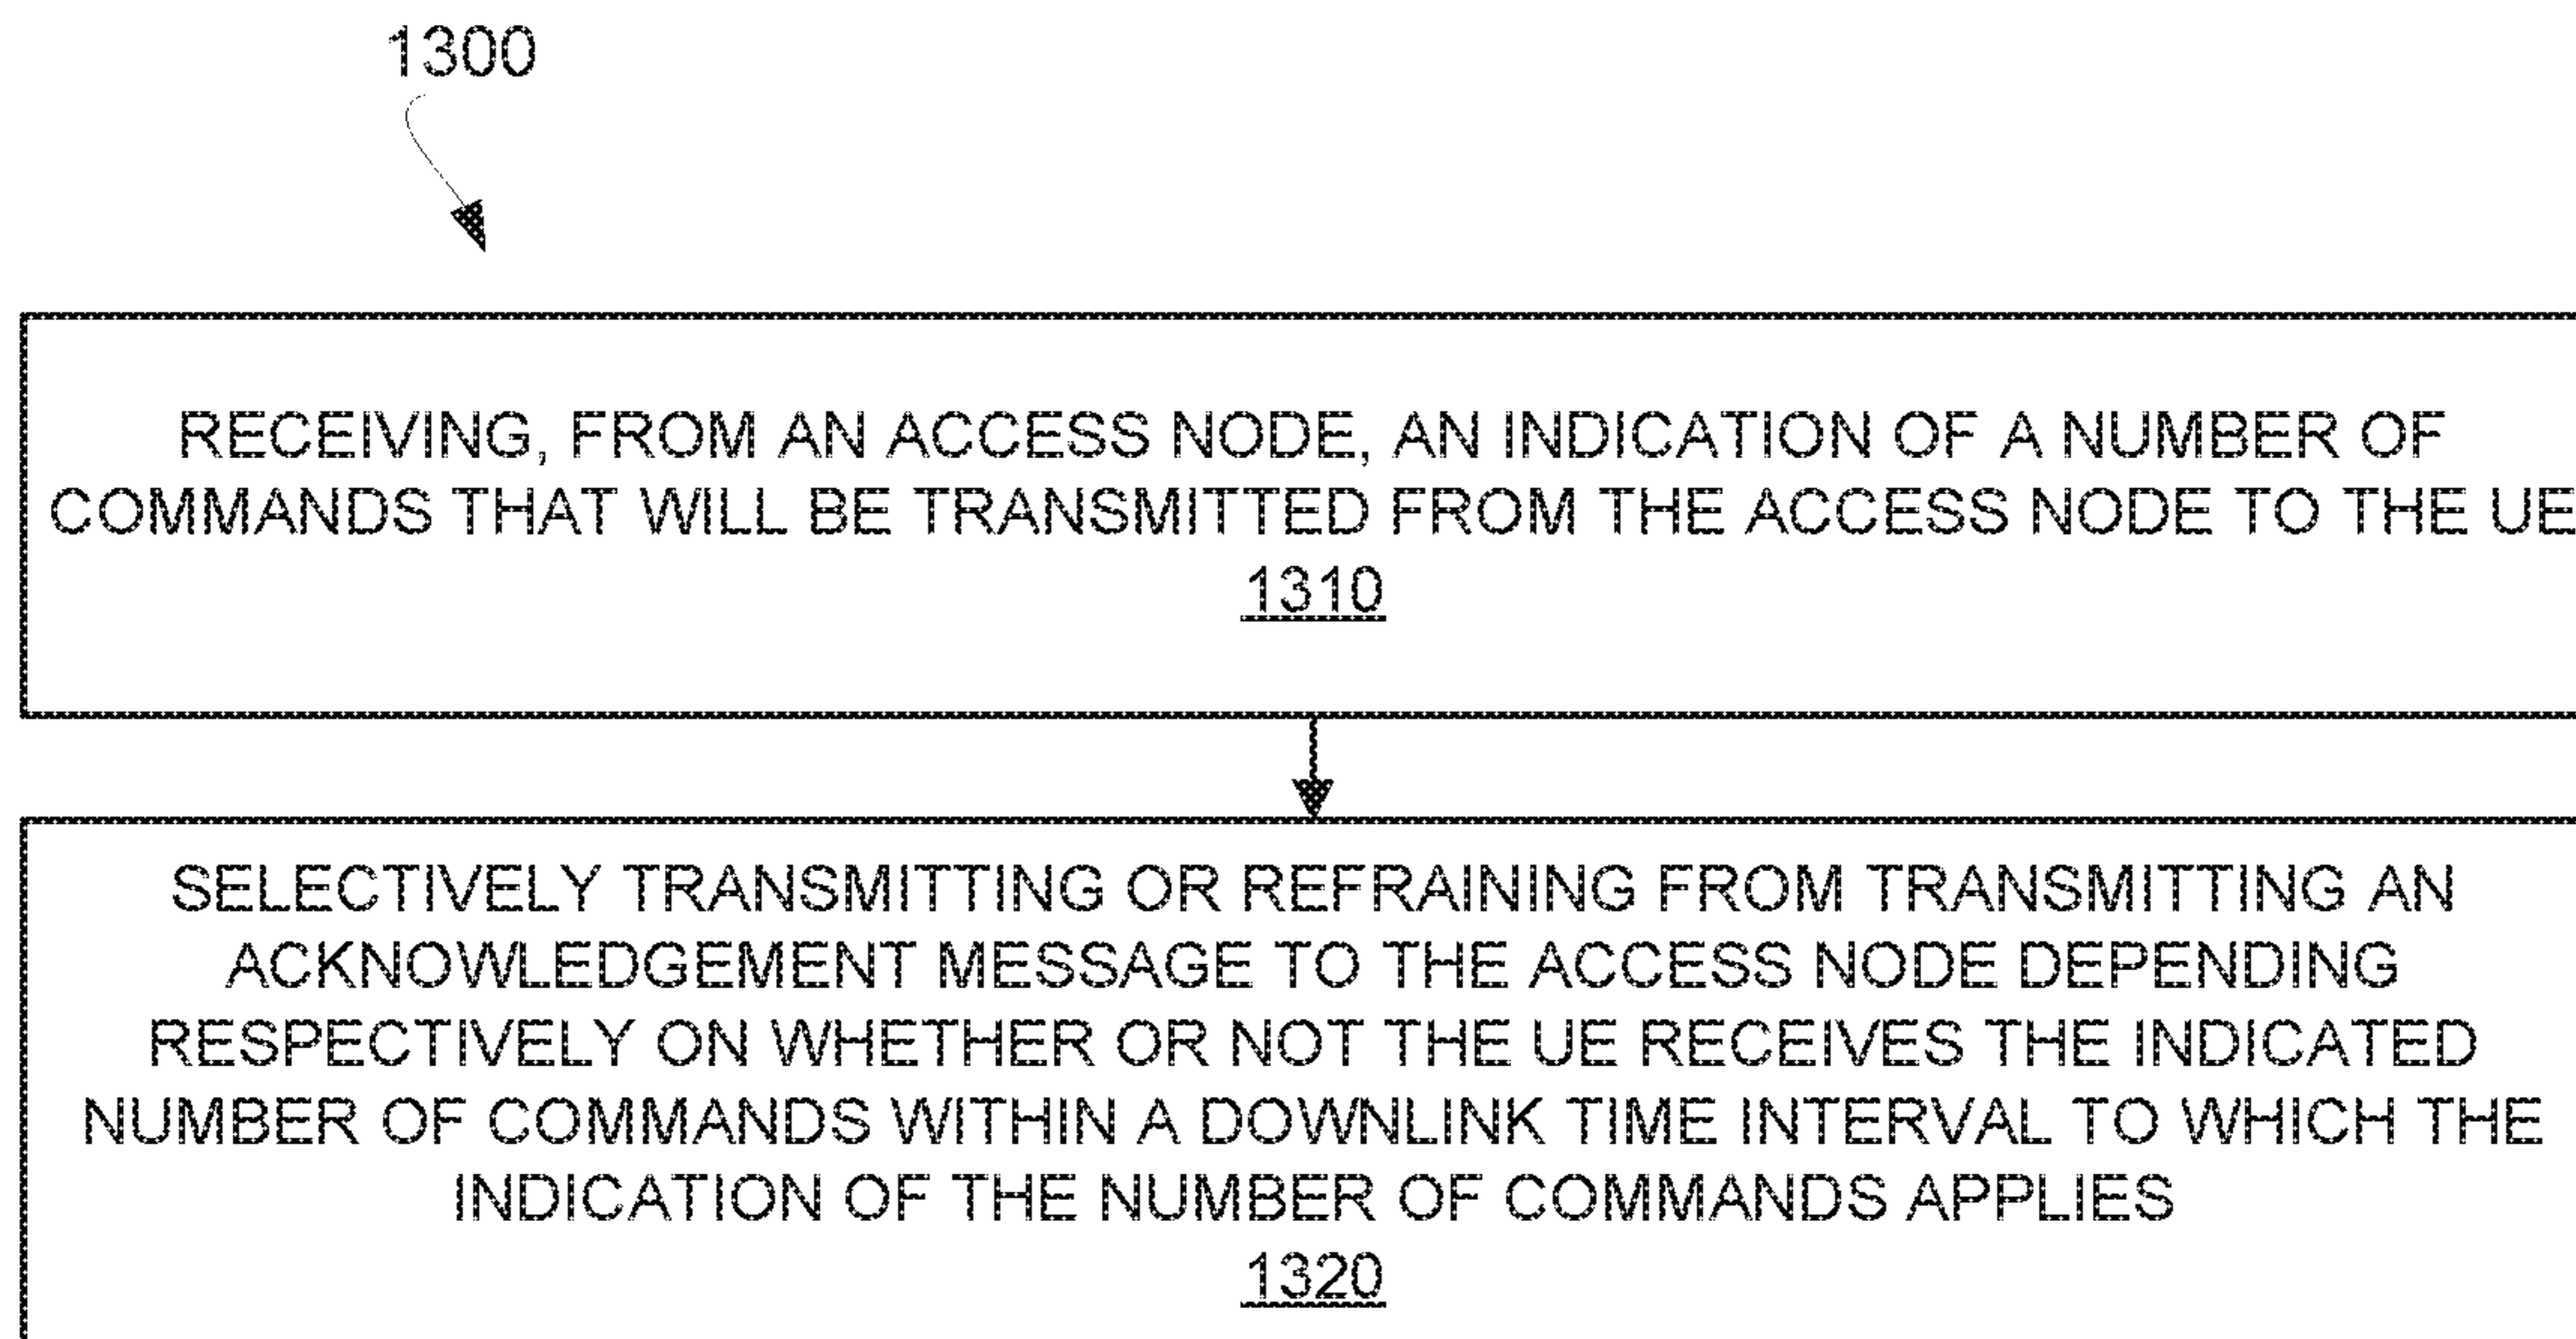 1300
RECEIVING, FROM AN ACCESS NODE, AN INDICATION OF A NUMBER OF
COMMANDS THAT WILL BE TRANSMITTED FROM THE ACCESS NODE TO THE UE
1310
SELECTIVELY TRANSMITTING OR REFRAINING FROM TRANSMITTING AN
ACKNOWLEDGEMENT MESSAGE TO THE ACCESS NODE DEPENDING
RESPECTIVELY ON WHETHER OR NOT THE UE RECEIVES THE INDICATED
NUMBER OF COMMANDS WITHIN A DOWNLINK TIME INTERVAL TO WHICH THE
INDICATION OF THE NUMBER OF COMMANDS APPLIES
1320